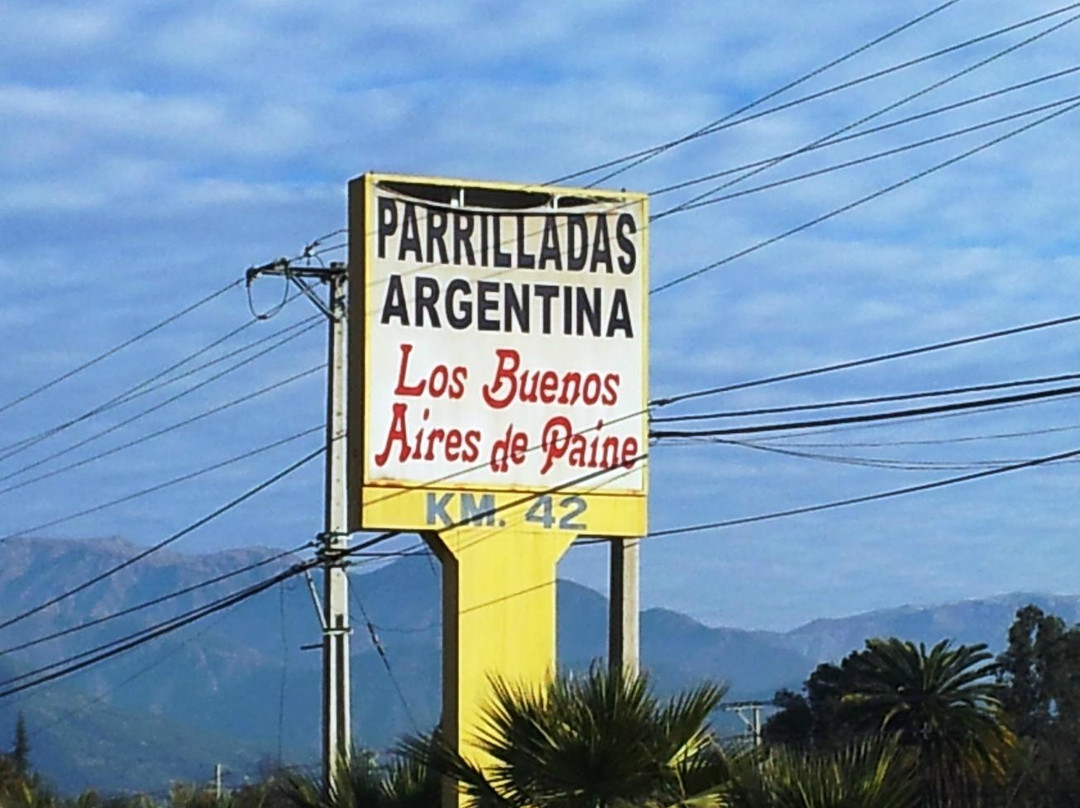 PARRILLADAS
ARGENTINA
Los Buenos
Aires de Paine
KM. 42